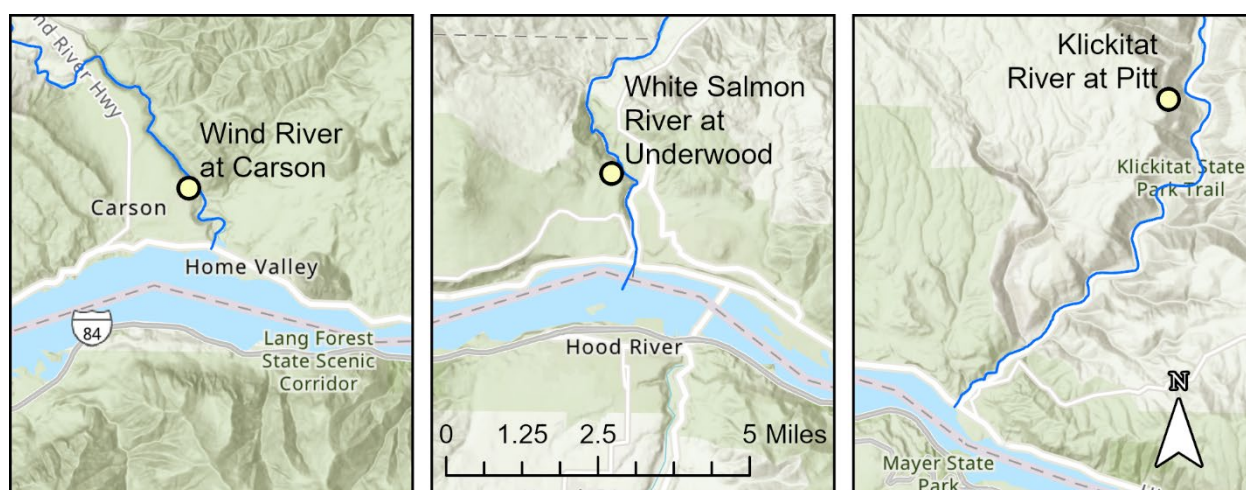 nd River Hwy
Wind River
at Carson
Carson
Home Valley
84
Lang Forest
State Scenic
Corridor
White Salmon
River at
Underwood
Hood River
0 1.25 2.5 5 Miles
Klickitat
River at Pitt
Klickitat State
Park Trail
N
Mayer State
Park